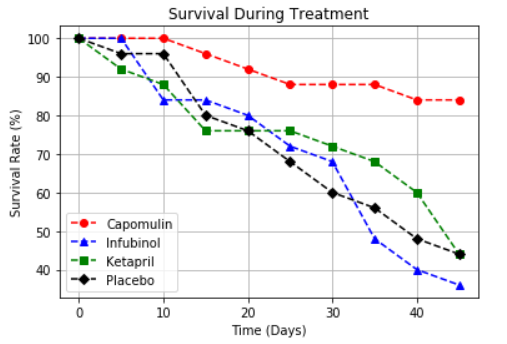 Survival During Treatment
100
90
80
70
60
50
40
Survival Rate (%)
Capomulin
Infubinol
Ketapril
Placebo
0 10 20 30 40
Time (Days)